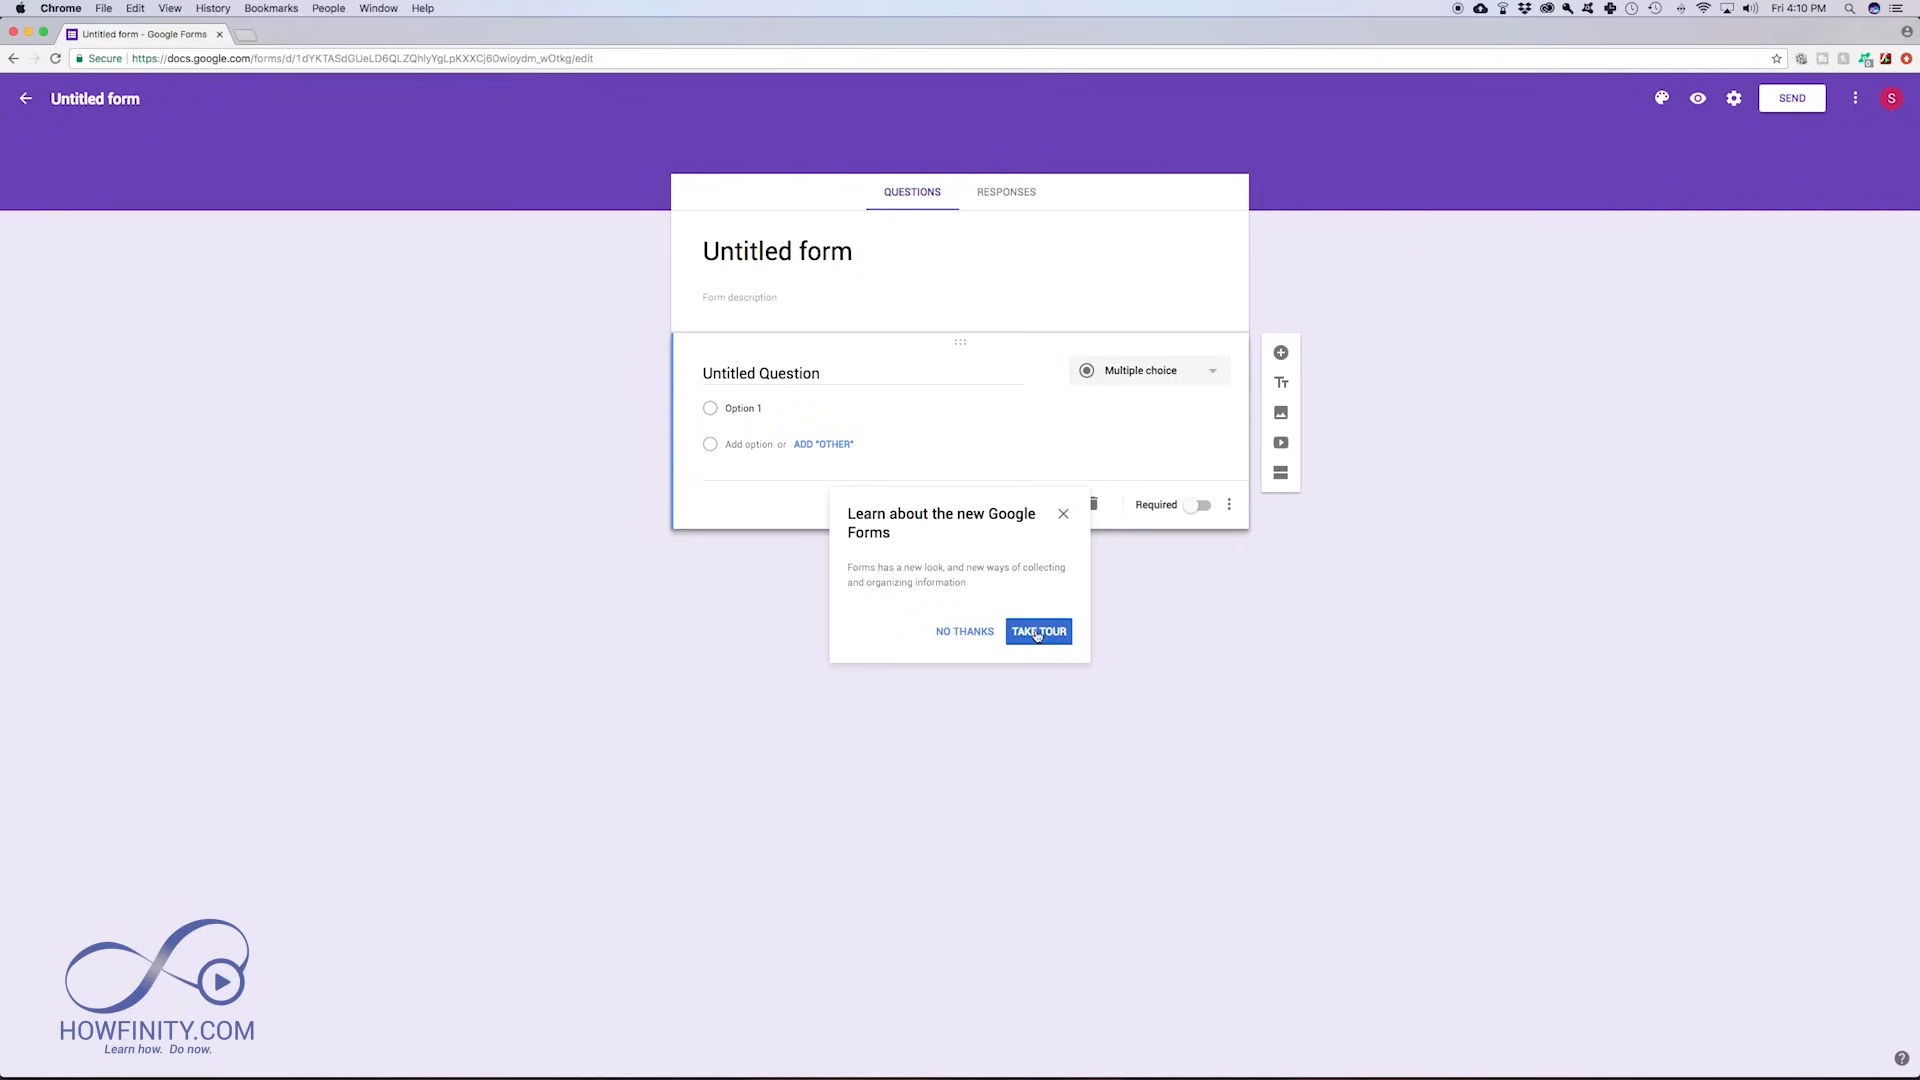 Chrome File Edit View History Bookmarks People Window Help
Fri 4:10 PM
Untitled form - Google Forms
Secure https://docs.google.com/forms/d/1dYKTASdGUeLD6QLZQhlyYgLpKXXCj60wioydm_wOtkg/edit
Untitled form
SEND
S
QUESTIONS RESPONSES
Untitled form
Form description
Untitled Question
Multiple choice
Option 1
Add option or ADD "OTHER"
Required
Learn about the new Google
Forms
Forms has a new look, and new ways of collecting
and organizing information
NO THANKS TAKE TOUR
HOWFINITY.COM
Learn how. Do now.